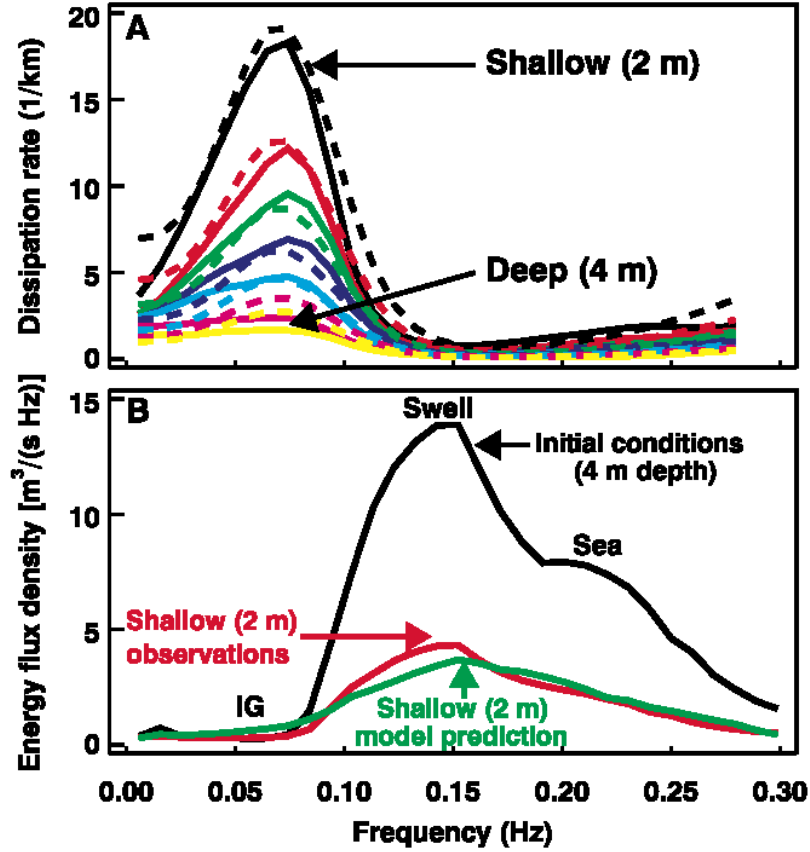 A
Dissipation rate (1/km)
20
15
10
5
0
Shallow (2 m)
Deep (4 m)
B
Energy flux density [m³/(s Hz)]
15
10
5
0
Swell
Initial conditions
(4 m depth)
Sea
Shallow (2 m)
observations
IG
Shallow (2 m)
model prediction
0.00 0.05 0.10 0.15 0.20 0.25 0.30
Frequency (Hz)